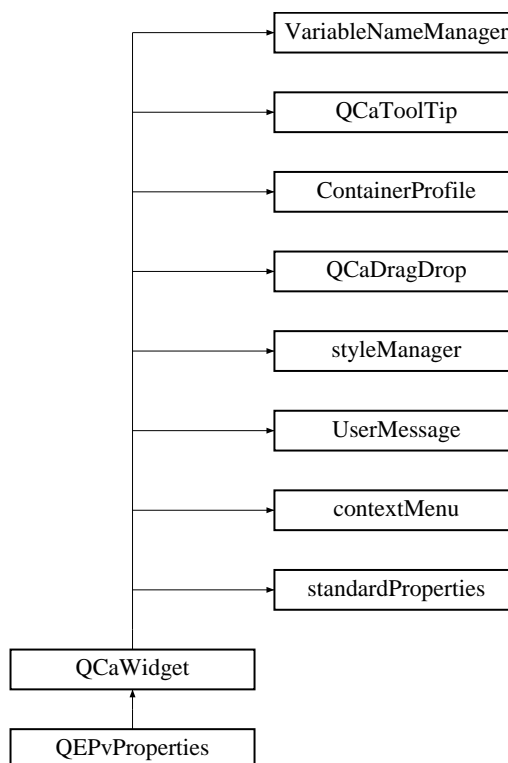 VariableNameManager
QCaToolTip
ContainerProfile
QCaDragDrop
styleManager
UserMessage
contextMenu
standardProperties
QCaWidget
QEPvProperties